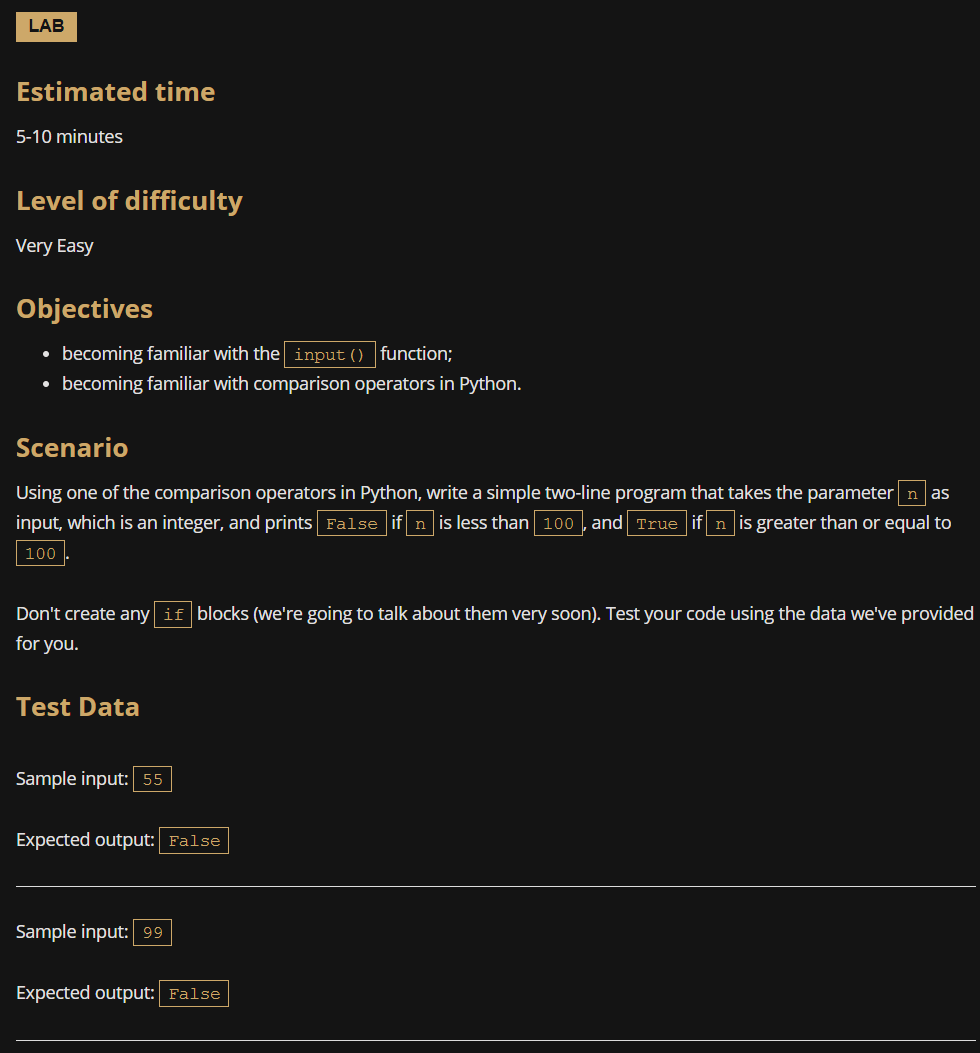 LAB
Estimated time
5-10 minutes
Level of difficulty
Very Easy
Objectives
• becoming familiar with the input() function;
• becoming familiar with comparison operators in Python.
Scenario
Using one of the comparison operators in Python, write a simple two-line program that takes the parameter n as
input, which is an integer, and prints False if n is less than 100, and True if n is greater than or equal to
100.
Don't create any if blocks (we're going to talk about them very soon). Test your code using the data we've provided
for you.
Test Data
Sample input: 55
Expected output: False
Sample input: 99
Expected output: False